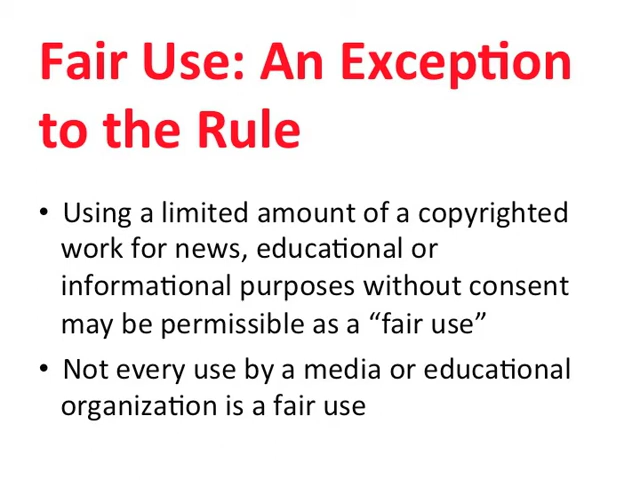 Fair Use: An Exception
to the Rule
• Using a limited amount of a copyrighted
work for news, educational or
informational purposes without consent
may be permissible as a “fair use”
• Not every use by a media or educational
organization is a fair use